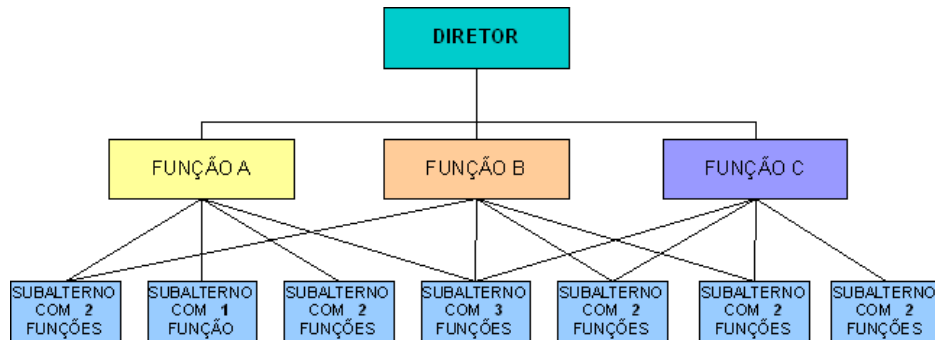 DIRETOR
FUNÇÃO A
FUNÇÃO B
FUNÇÃO C
SUBALTERNO
COM 2
FUNÇÕES
SUBALTERNO
COM 1
FUNÇÃO
SUBALTERNO
COM 2
FUNÇÕES
SUBALTERNO
COM 3
FUNÇÕES
SUBALTERNO
COM 2
FUNÇÕES
SUBALTERNO
COM 2
FUNÇÕES
SUBALTERNO
COM 2
FUNÇÕES